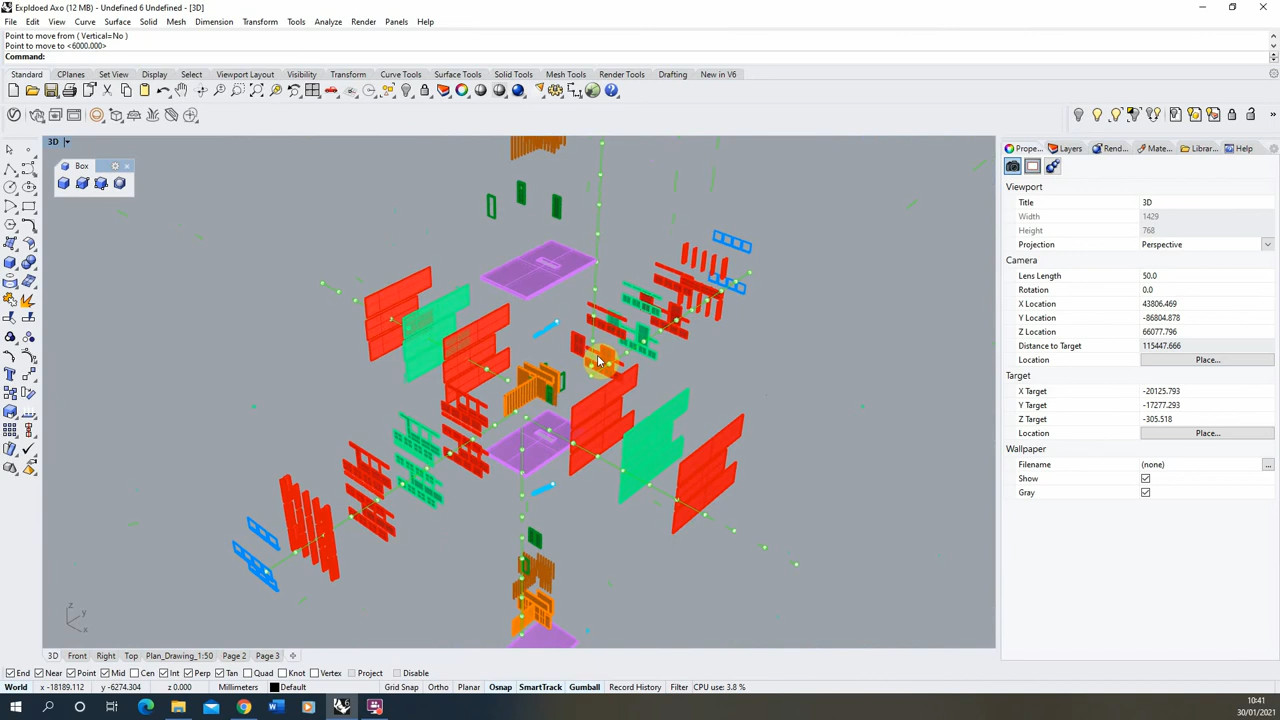 Expldoed Axo (12 MB) - Undefined 6 Undefined - [3D]
File Edit View Curve Surface Solid Mesh Dimension Transform Tools Analyze Render Panels Help
Point to move from ( Vertical=No )
Point to move to <6000.000>
Command:
Standard CPlanes Set View Display Select Viewport Layout Visibility Transform Curve Tools Surface Tools Solid Tools Mesh Tools Render Tools Drafting New in V6
3D
Box
Prope... Layers Rend... Mate... Librar... Help
Viewport
Title 3D
Width 1429
Height 768
Projection Perspective
Camera
Lens Length 50.0
Rotation 0.0
X Location 43806.469
Y Location -86804.878
Z Location 66077.796
Distance to Target 115447.666
Location Place...
Target
X Target -20125.793
Y Target -17277.293
Z Target -305.518
Location Place...
Wallpaper
Filename (none) ...
Show
Gray
z y x
3D Front Right Top Plan_Drawing_1:50 Page 2 Page 3
End Near Point Mid Cen Int Perp Tan Quad Knot Vertex Project Disable
World x -18189.112 y -6274.304 z 0.000 Millimeters Default Grid Snap Ortho Planar Osnap SmartTrack Gumball Record History Filter CPU use: 3.8 %
10:41
30/01/2021